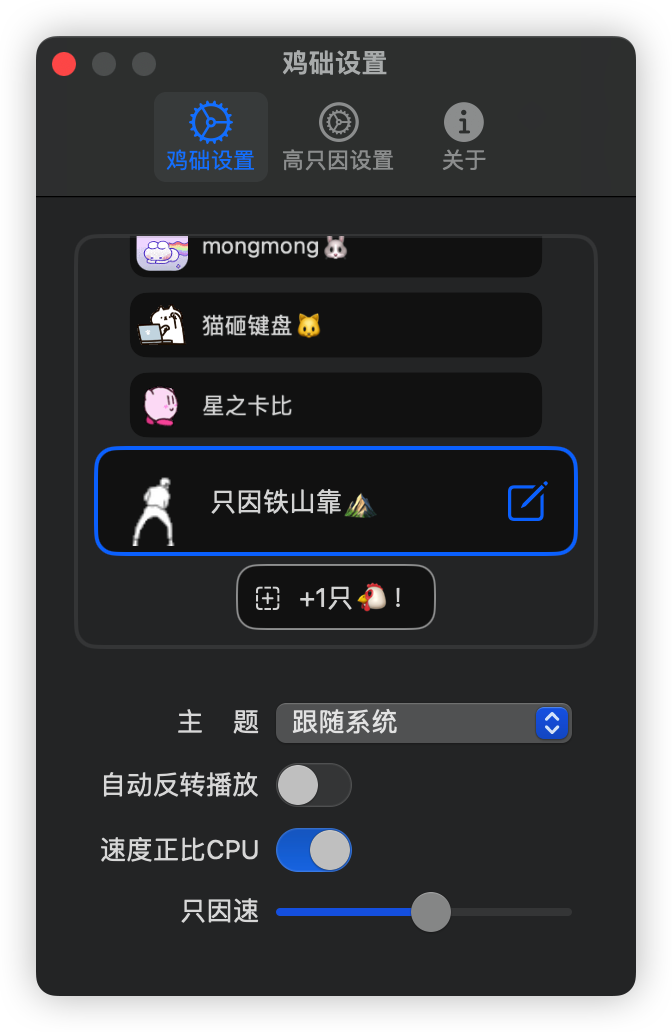 鸡础设置
鸡础设置 高只因设置 关于
mongmong🐰
猫砸键盘🐱
星之卡比
只因铁山靠⛰️
+1只🐔！
主 题 跟随系统
自动反转播放
速度正比CPU
只因速